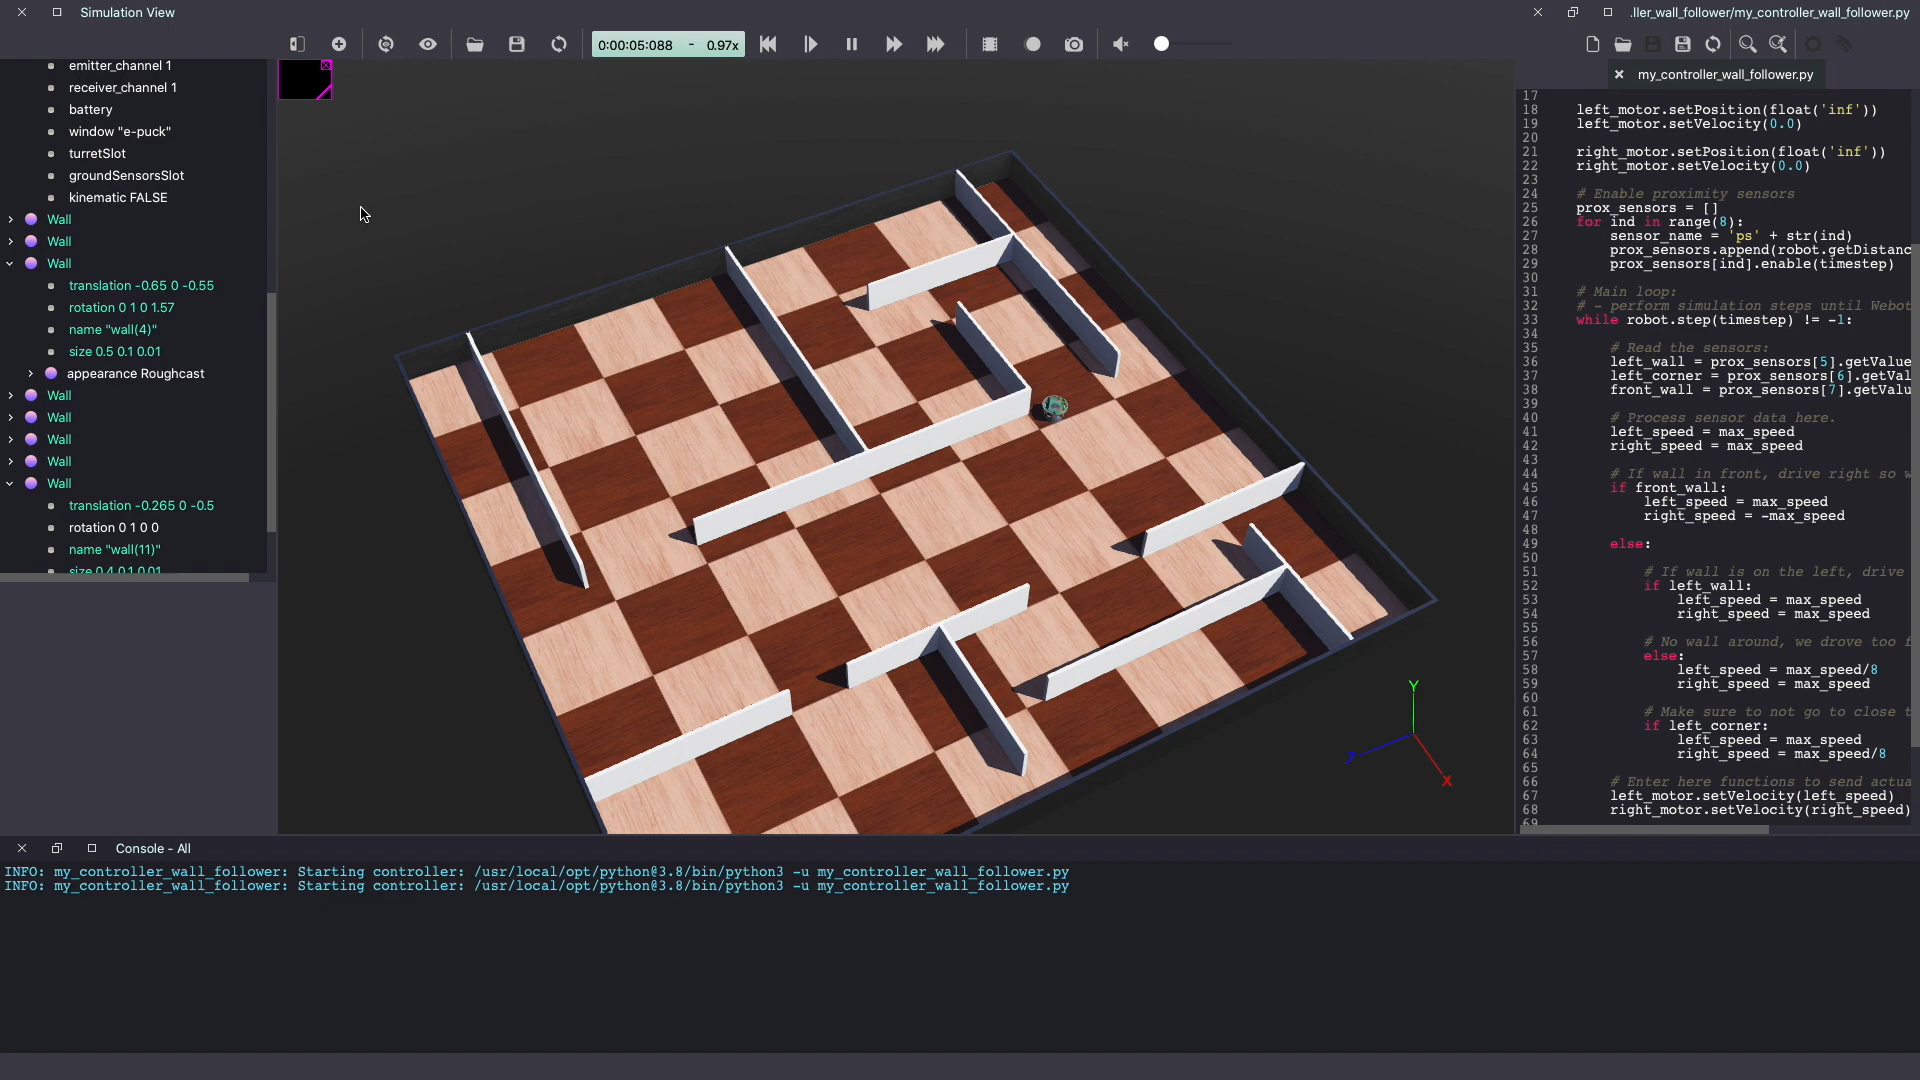 Simulation View
.ller_wall_follower/my_controller_wall_follower.py
0:00:05:088 - 0.97x
emitter_channel 1
receiver_channel 1
battery
window "e-puck"
turretSlot
groundSensorsSlot
kinematic FALSE
Wall
Wall
Wall
translation -0.65 0 -0.55
rotation 0 1 0 1.57
name "wall(4)"
size 0.5 0.1 0.01
appearance Roughcast
Wall
Wall
Wall
Wall
Wall
translation -0.265 0 -0.5
rotation 0 1 0 0
name "wall(11)"
size 0.4 0.1 0.01
Y
X
my_controller_wall_follower.py
17
18 left_motor.setPosition(float('inf'))
19 left_motor.setVelocity(0.0)
20
21 right_motor.setPosition(float('inf'))
22 right_motor.setVelocity(0.0)
23
24 # Enable proximity sensors
25 prox_sensors = []
26 for ind in range(8):
27 sensor_name = 'ps' + str(ind)
28 prox_sensors.append(robot.getDistanc
29 prox_sensors[ind].enable(timestep)
30
31 # Main loop:
32 # - perform simulation steps until Webot
33 while robot.step(timestep) != -1:
34
35 # Read the sensors:
36 left_wall = prox_sensors[5].getValue
37 left_corner = prox_sensors[6].getVal
38 front_wall = prox_sensors[7].getValu
39
40 # Process sensor data here.
41 left_speed = max_speed
42 right_speed = max_speed
43
44 # If wall in front, drive right so w
45 if front_wall:
46 left_speed = max_speed
47 right_speed = -max_speed
48
49 else:
50
51 # If wall is on the left, drive
52 if left_wall:
53 left_speed = max_speed
54 right_speed = max_speed
55
56 # No wall around, we drove too f
57 else:
58 left_speed = max_speed/8
59 right_speed = max_speed
60
61 # Make sure to not go to close t
62 if left_corner:
63 left_speed = max_speed
64 right_speed = max_speed/8
65
66 # Enter here functions to send actua
67 left_motor.setVelocity(left_speed)
68 right_motor.setVelocity(right_speed)
69
Console - All
INFO: my_controller_wall_follower: Starting controller: /usr/local/opt/python@3.8/bin/python3 -u my_controller_wall_follower.py
INFO: my_controller_wall_follower: Starting controller: /usr/local/opt/python@3.8/bin/python3 -u my_controller_wall_follower.py